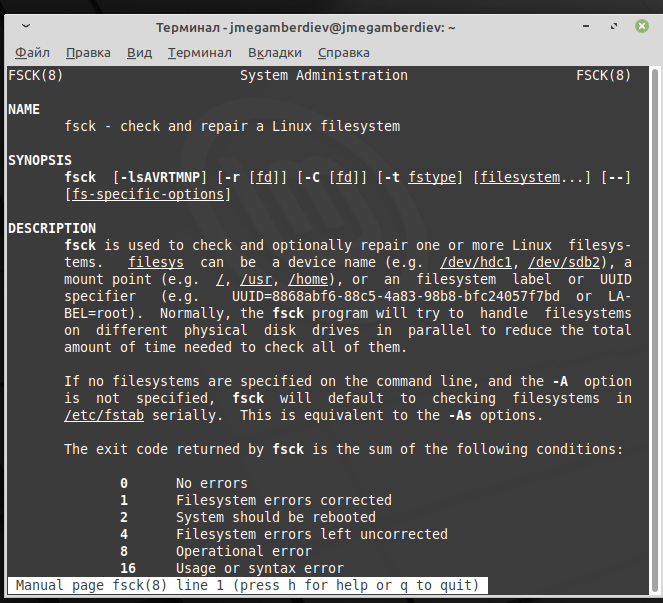 Терминал - jmegamberdiev@jmegamberdiev: ~
Файл Правка Вид Терминал Вкладки Справка
FSCK(8) System Administration FSCK(8)
NAME
fsck - check and repair a Linux filesystem
SYNOPSIS
fsck [-lsAVRTMNP] [-r [fd]] [-C [fd]] [-t fstype] [filesystem...] [--]
[fs-specific-options]
DESCRIPTION
fsck is used to check and optionally repair one or more Linux filesys-
tems. filesys can be a device name (e.g. /dev/hdc1, /dev/sdb2), a
mount point (e.g. /, /usr, /home), or an filesystem label or UUID
specifier (e.g. UUID=8868abf6-88c5-4a83-98b8-bfc24057f7bd or LA-
BEL=root). Normally, the fsck program will try to handle filesystems
on different physical disk drives in parallel to reduce the total
amount of time needed to check all of them.
If no filesystems are specified on the command line, and the -A option
is not specified, fsck will default to checking filesystems in
/etc/fstab serially. This is equivalent to the -As options.
The exit code returned by fsck is the sum of the following conditions:
0 No errors
1 Filesystem errors corrected
2 System should be rebooted
4 Filesystem errors left uncorrected
8 Operational error
16 Usage or syntax error
Manual page fsck(8) line 1 (press h for help or q to quit)